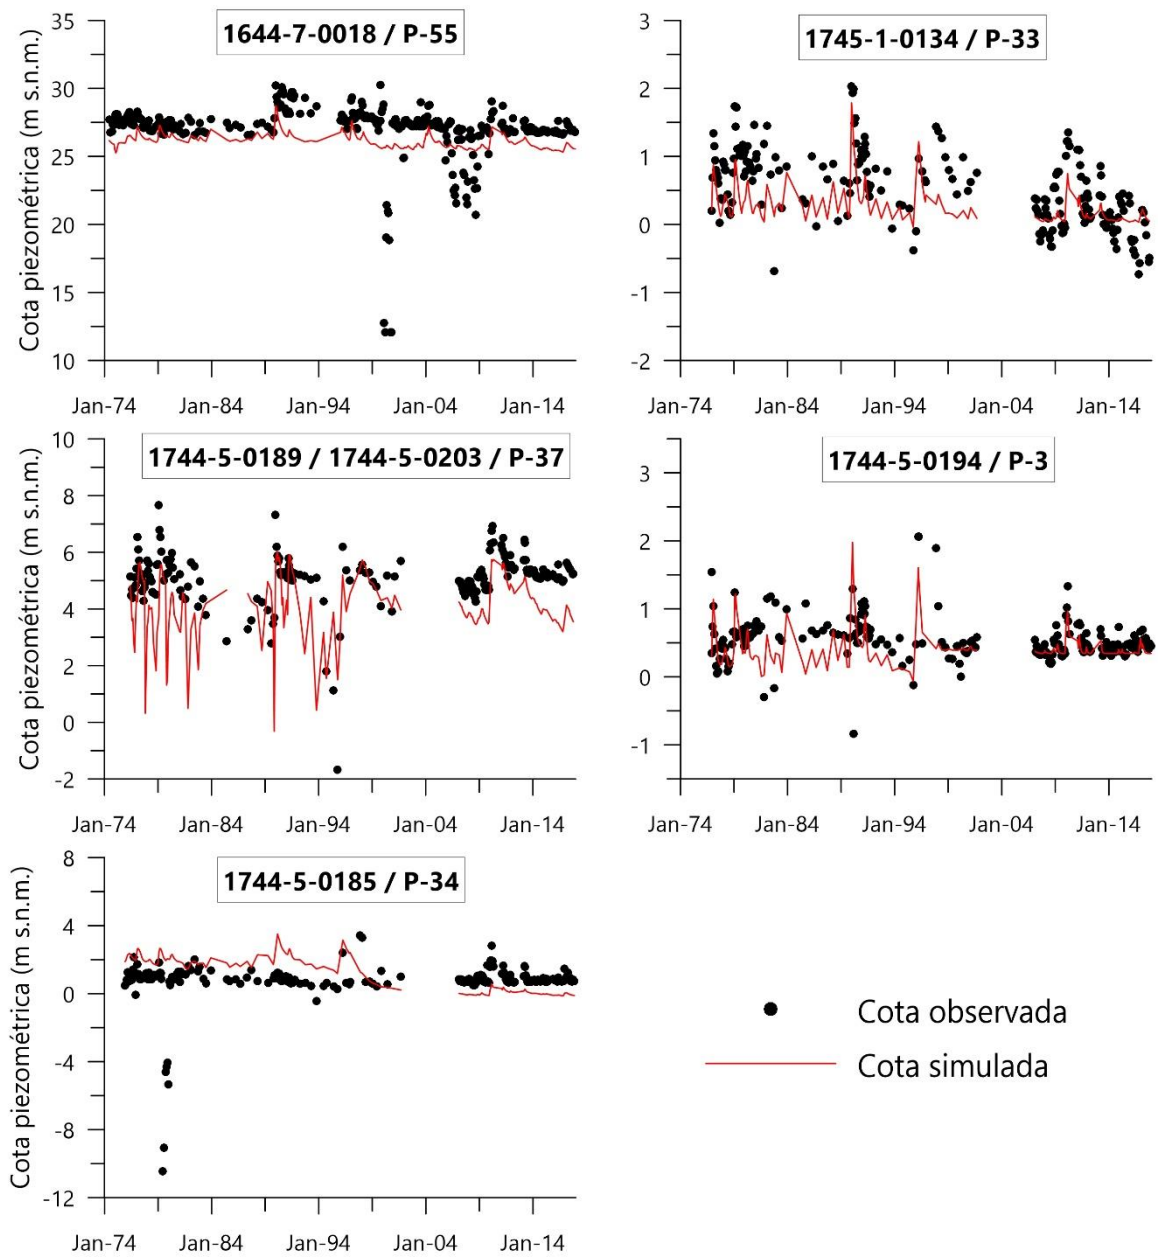 1644-7-0018 / P-55
Cota piezométrica (m s.n.m.)
35
30
25
20
15
10
Jan-74 Jan-84 Jan-94 Jan-04 Jan-14
1745-1-0134 / P-33
3
2
1
0
-1
-2
Jan-74 Jan-84 Jan-94 Jan-04 Jan-14
1744-5-0189 / 1744-5-0203 / P-37
Cota piezométrica (m s.n.m.)
10
8
6
4
2
0
-2
Jan-74 Jan-84 Jan-94 Jan-04 Jan-14
1744-5-0194 / P-3
3
2
1
0
-1
Jan-74 Jan-84 Jan-94 Jan-04 Jan-14
1744-5-0185 / P-34
Cota piezométrica (m s.n.m.)
8
4
0
-4
-8
-12
Jan-74 Jan-84 Jan-94 Jan-04 Jan-14
Cota observada
Cota simulada